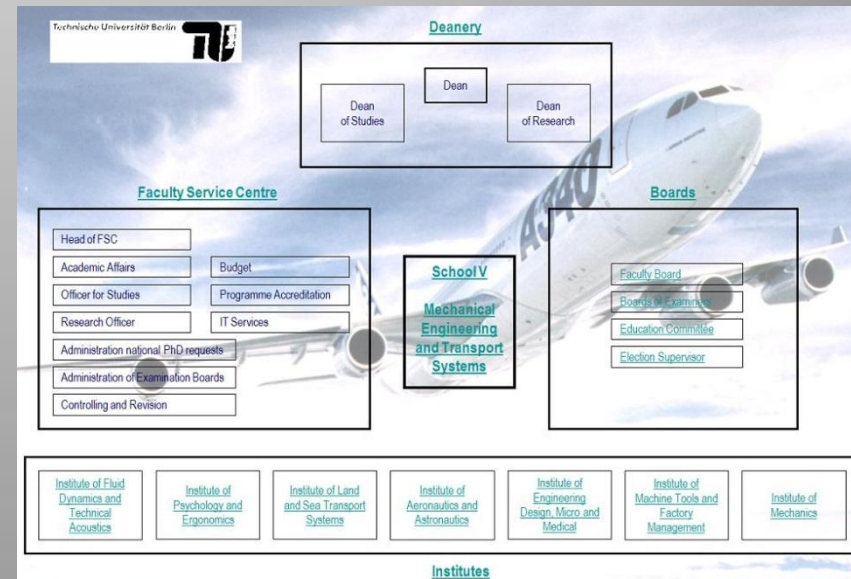 Technische Universität Berlin
Deanery
Dean
Dean
of Studies
Dean
of Research
Faculty Service Centre
Head of FSC
Academic Affairs
Budget
Officer for Studies
Programme Accreditation
Research Officer
IT Services
Administration national PhD requests
Administration of Examination Boards
Controlling and Revision
School V
Mechanical
Engineering
and Transport
Systems
A340
Boards
Faculty Board
Boards of Examiners
Education Committee
Election Supervisor
Institute of Fluid
Dynamics and
Technical
Acoustics
Institute of
Psychology and
Ergonomics
Institute of Land
and Sea Transport
Systems
Institute of
Aeronautics and
Astronautics
Institute of
Engineering
Design, Micro and
Medical
Institute of
Machine Tools and
Factory
Management
Institute of
Mechanics
Institutes